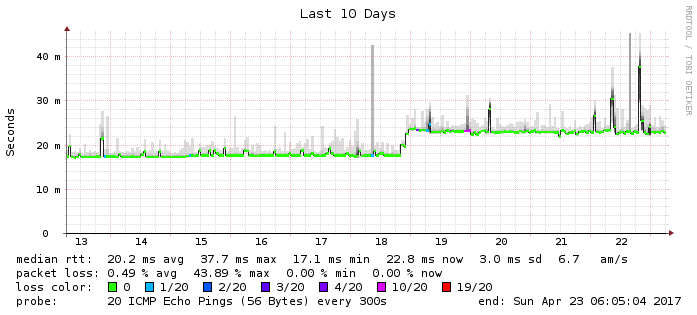 Last 10 Days
RRDTOOL / TOBI OETIKER
Seconds
40 m
30 m
20 m
10 m
0
13 14 15 16 17 18 19 20 21 22
median rtt: 20.2 ms avg 37.7 ms max 17.1 ms min 22.8 ms now 3.0 ms sd 6.7 am/s
packet loss: 0.49 % avg 43.89 % max 0.00 % min 0.00 % now
loss color: 0 1/20 2/20 3/20 4/20 10/20 19/20
probe: 20 ICMP Echo Pings (56 Bytes) every 300s end: Sun Apr 23 06:05:04 2017